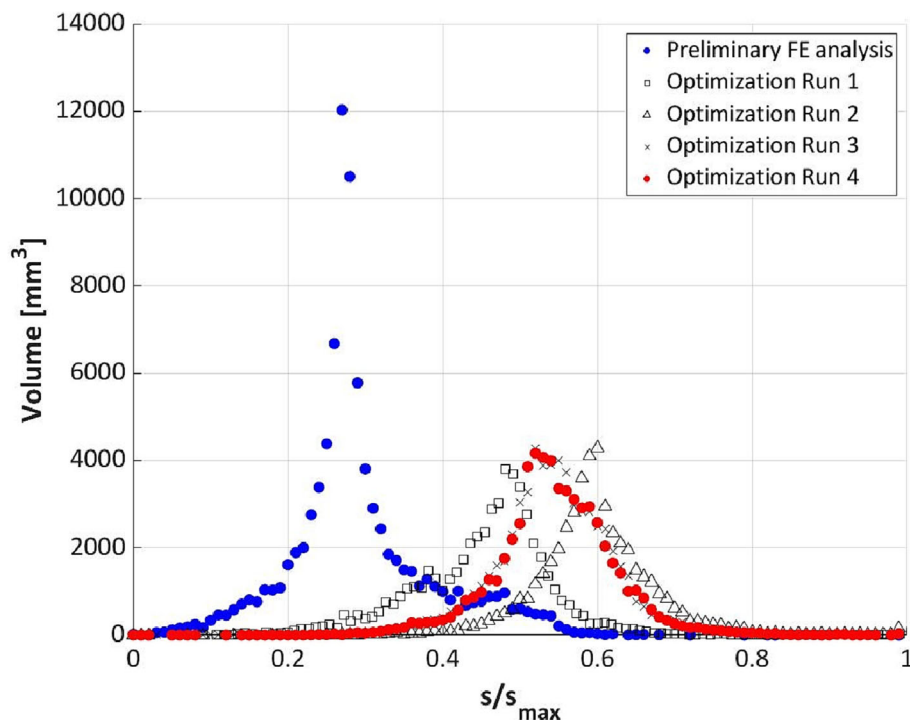 14000
12000
10000
8000
6000
4000
2000
0
Volume [mm³]
0 0.2 0.4 0.6 0.8 1
s/s_max
Preliminary FE analysis
Optimization Run 1
Optimization Run 2
Optimization Run 3
Optimization Run 4